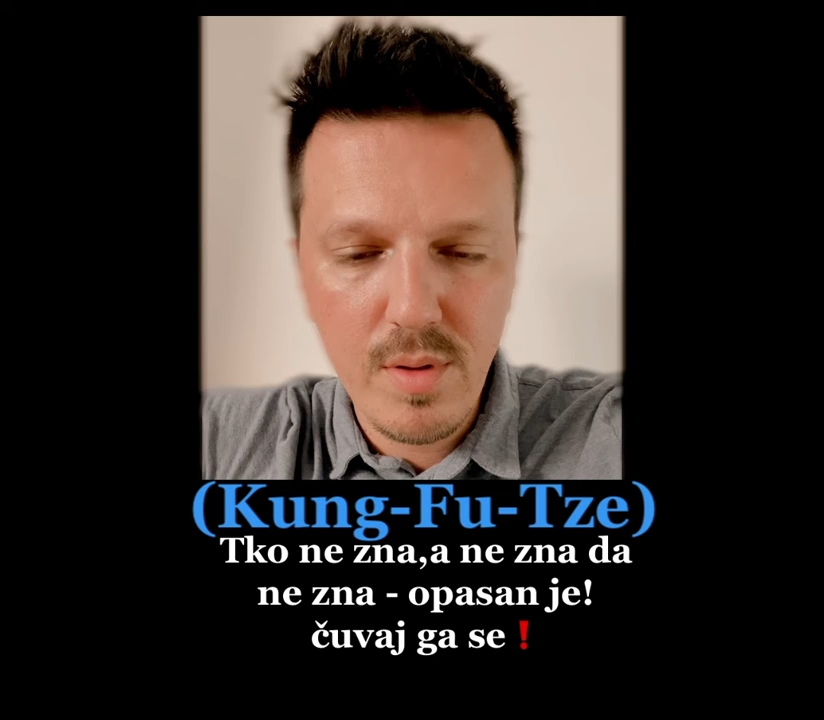 (Kung-Fu-Tze)
Tko ne zna,a ne zna da
ne zna - opasan je!
čuvaj ga se❗